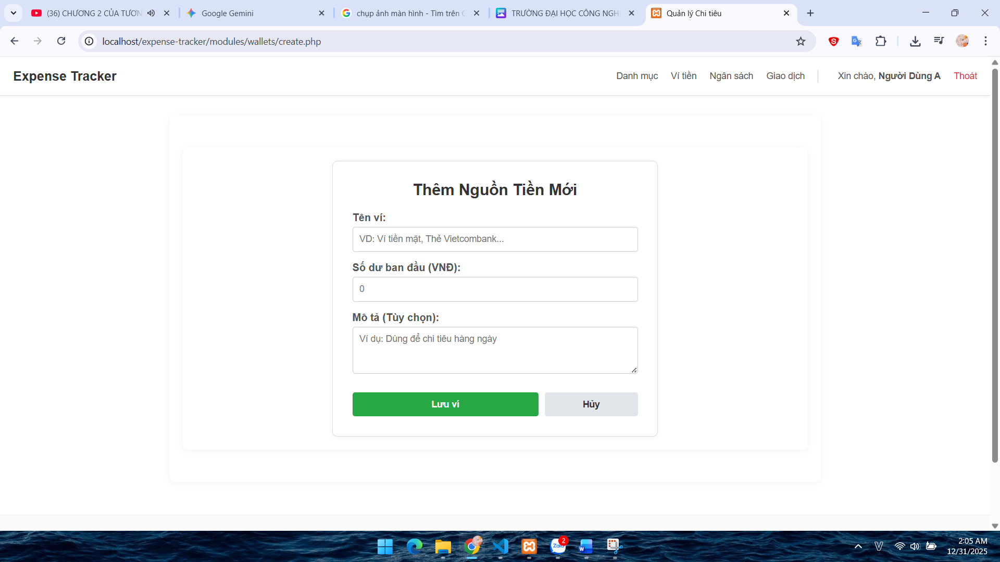 (36) CHƯƠNG 2 CỦA TƯƠN
Google Gemini
chụp ảnh màn hình - Tìm trên G
TRƯỜNG ĐẠI HỌC CÔNG NGH
Quản lý Chi tiêu
localhost/expense-tracker/modules/wallets/create.php
Expense Tracker
Danh mục
Ví tiền
Ngân sách
Giao dịch
Xin chào, Người Dùng A
Thoát
Thêm Nguồn Tiền Mới
Tên ví:
VD: Ví tiền mặt, Thẻ Vietcombank...
Số dư ban đầu (VNĐ):
0
Mô tả (Tùy chọn):
Ví dụ: Dùng để chi tiêu hàng ngày
Lưu ví
Hủy
Zalo
2
2:05 AM
12/31/2025